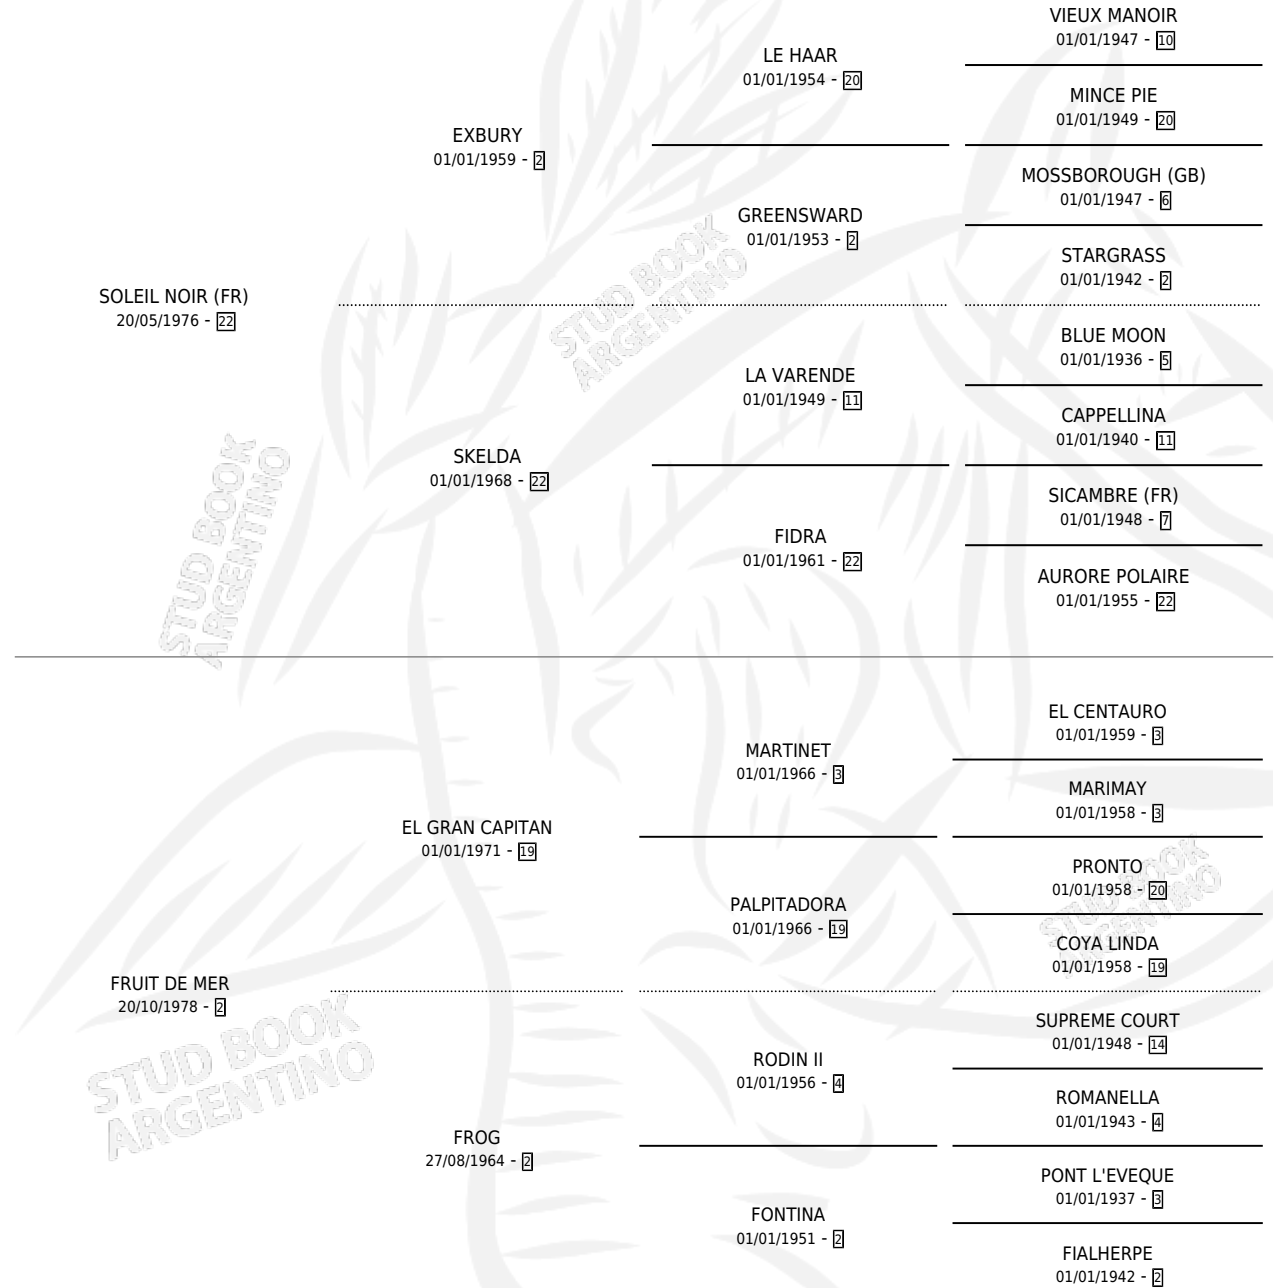 VIEUX MANOIR
01/01/1947 - 10
LE HAAR
01/01/1954 - 20
MINCE PIE
01/01/1949 - 20
EXBURY
01/01/1959 - 2
MOSSBOROUGH (GB)
01/01/1947 - 6
GREENSWARD
01/01/1953 - 2
STARGRASS
01/01/1942 - 2
SOLEIL NOIR (FR)
20/05/1976 - 22
BLUE MOON
01/01/1936 - 5
LA VARENDE
01/01/1949 - 11
CAPPELLINA
01/01/1940 - 11
SKELDA
01/01/1968 - 22
SICAMBRE (FR)
01/01/1948 - 7
FIDRA
01/01/1961 - 22
AURORE POLAIRE
01/01/1955 - 22
EL CENTAURO
01/01/1959 - 3
MARTINET
01/01/1966 - 3
MARIMAY
01/01/1958 - 3
EL GRAN CAPITAN
01/01/1971 - 19
PRONTO
01/01/1958 - 20
PALPITADORA
01/01/1966 - 19
COYA LINDA
01/01/1958 - 19
FRUIT DE MER
20/10/1978 - 2
SUPREME COURT
01/01/1948 - 14
RODIN II
01/01/1956 - 4
ROMANELLA
01/01/1943 - 4
FROG
27/08/1964 - 2
PONT L'EVEQUE
01/01/1937 - 3
FONTINA
01/01/1951 - 2
FIALHERPE
01/01/1942 - 2
STUD BOOK
ARGENTINO
STUD BOOK
ARGENTINO
STUD BOOK
ARGENTINO
STUD BOOK
ARGENTINO